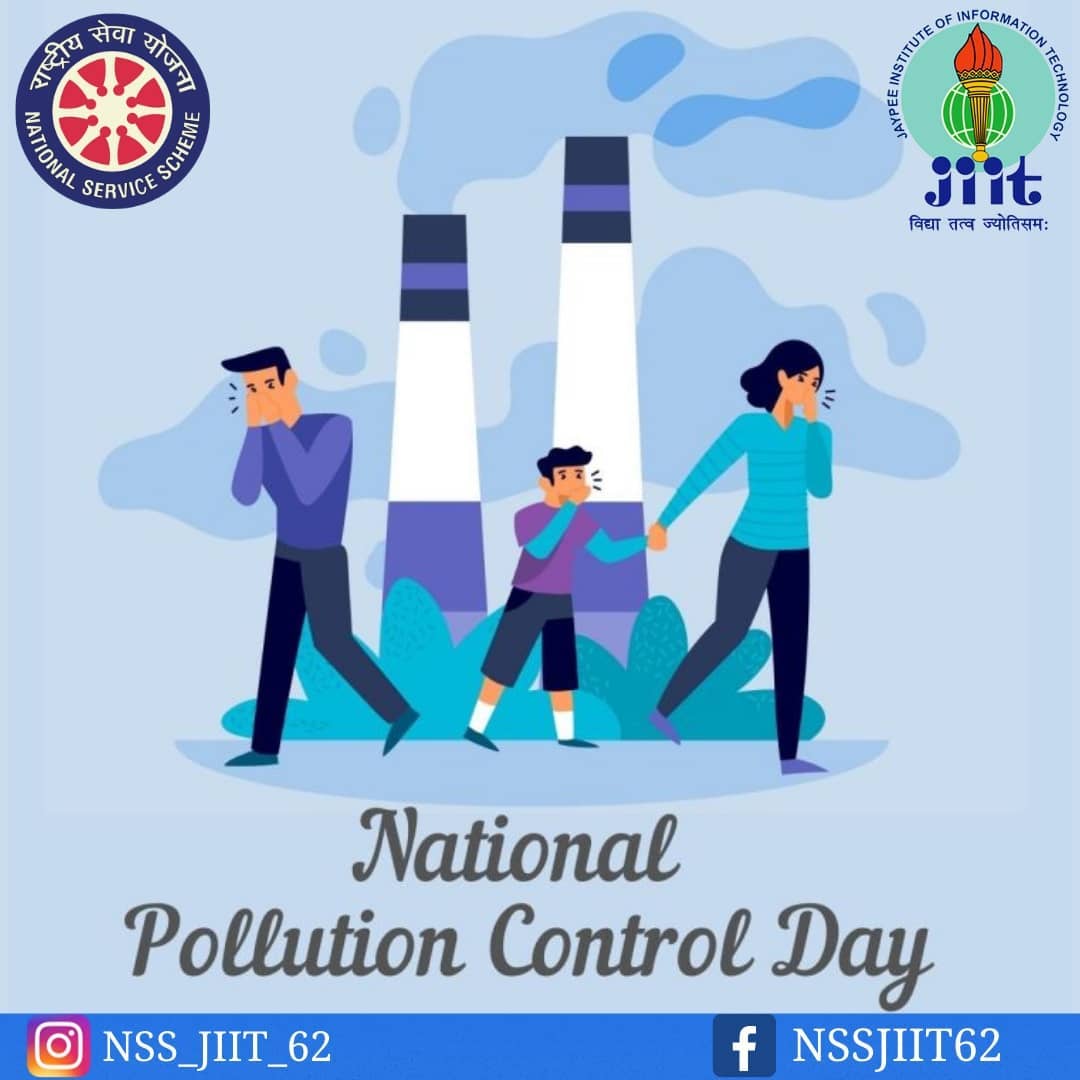 राष्ट्रीय सेवा योजना
NATIONAL SERVICE SCHEME
JAYPEE INSTITUTE OF INFORMATION TECHNOLOGY
jiit
विद्या तत्व ज्योतिसमः
National
Pollution Control Day
NSS_JIIT_62
NSSJIIT62